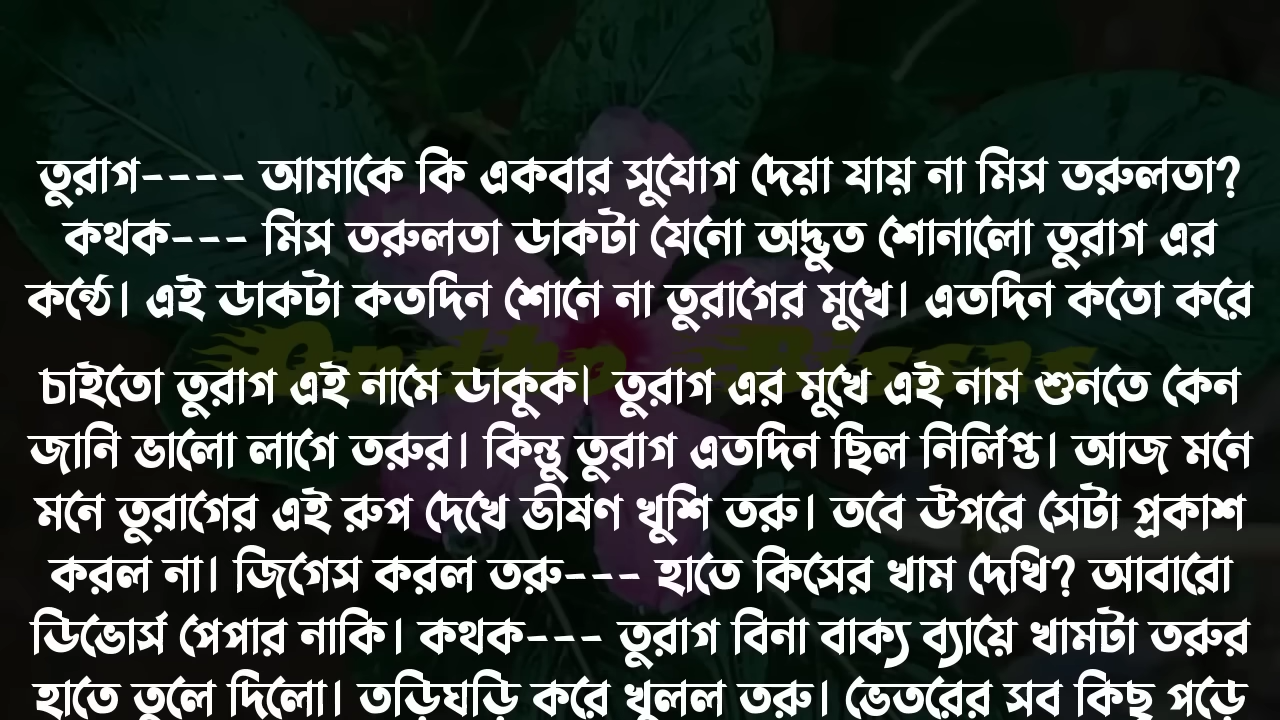 তুরাগ---- আমাকে কি একবার সুযোগ দেয়া যায় না মিস তরুলতা?
কথক--- মিস তরুলতা ডাকটা যেনো অদ্ভুত শোনালো তুরাগ এর
কন্ঠে। এই ডাকটা কতদিন শোনে না তুরাগের মুখে। এতদিন কতো করে
চাইতো তুরাগ এই নামে ডাকুক। তুরাগ এর মুখে এই নাম শুনতে কেন
জানি ভালো লাগে তরুর। কিন্তু তুরাগ এতদিন ছিল নির্লিপ্ত। আজ মনে
মনে তুরাগের এই রুপ দেখে ভীষণ খুশি তরু। তবে উপরে সেটা প্রকাশ
করল না। জিগেস করল তরু--- হাতে কিসের খাম দেখি? আবারো
ডিভোর্স পেপার নাকি। কথক--- তুরাগ বিনা বাক্য ব্যায়ে খামটা তরুর
হাতে তুলে দিলো। তড়িঘড়ি করে খুলল তরু। ভেতরের সব কিছু পড়ে